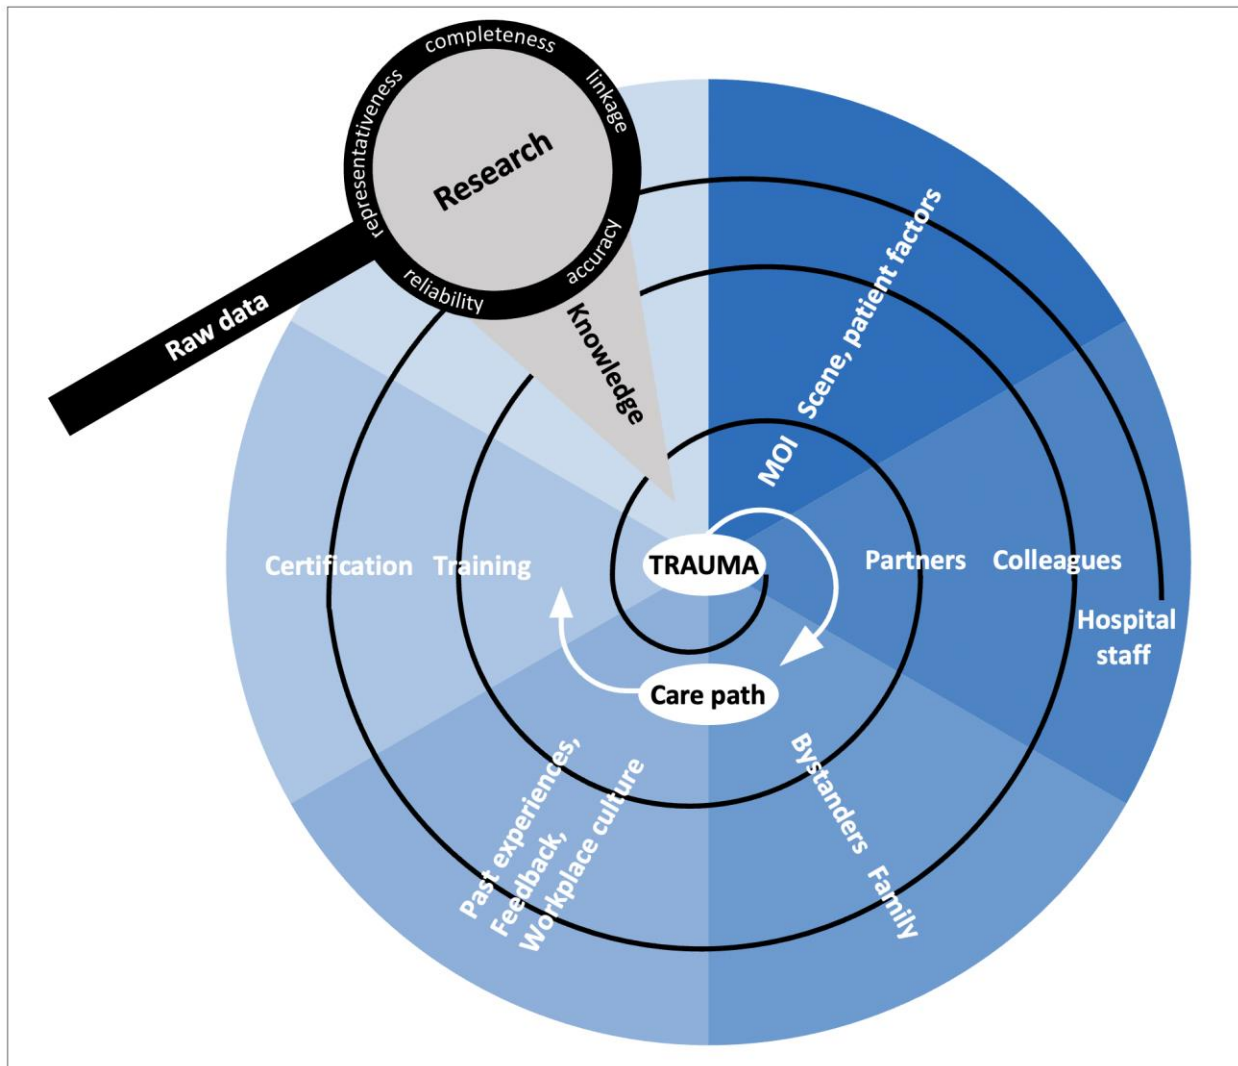 completeness
linkage
representativeness
Research
accuracy
reliability
Raw data
Knowledge
MOI Scene, patient factors
TRAUMA
Partners Colleagues
Hospital
staff
Certification Training
Care path
Bystanders Family
Past experiences,
Feedback,
Workplace culture